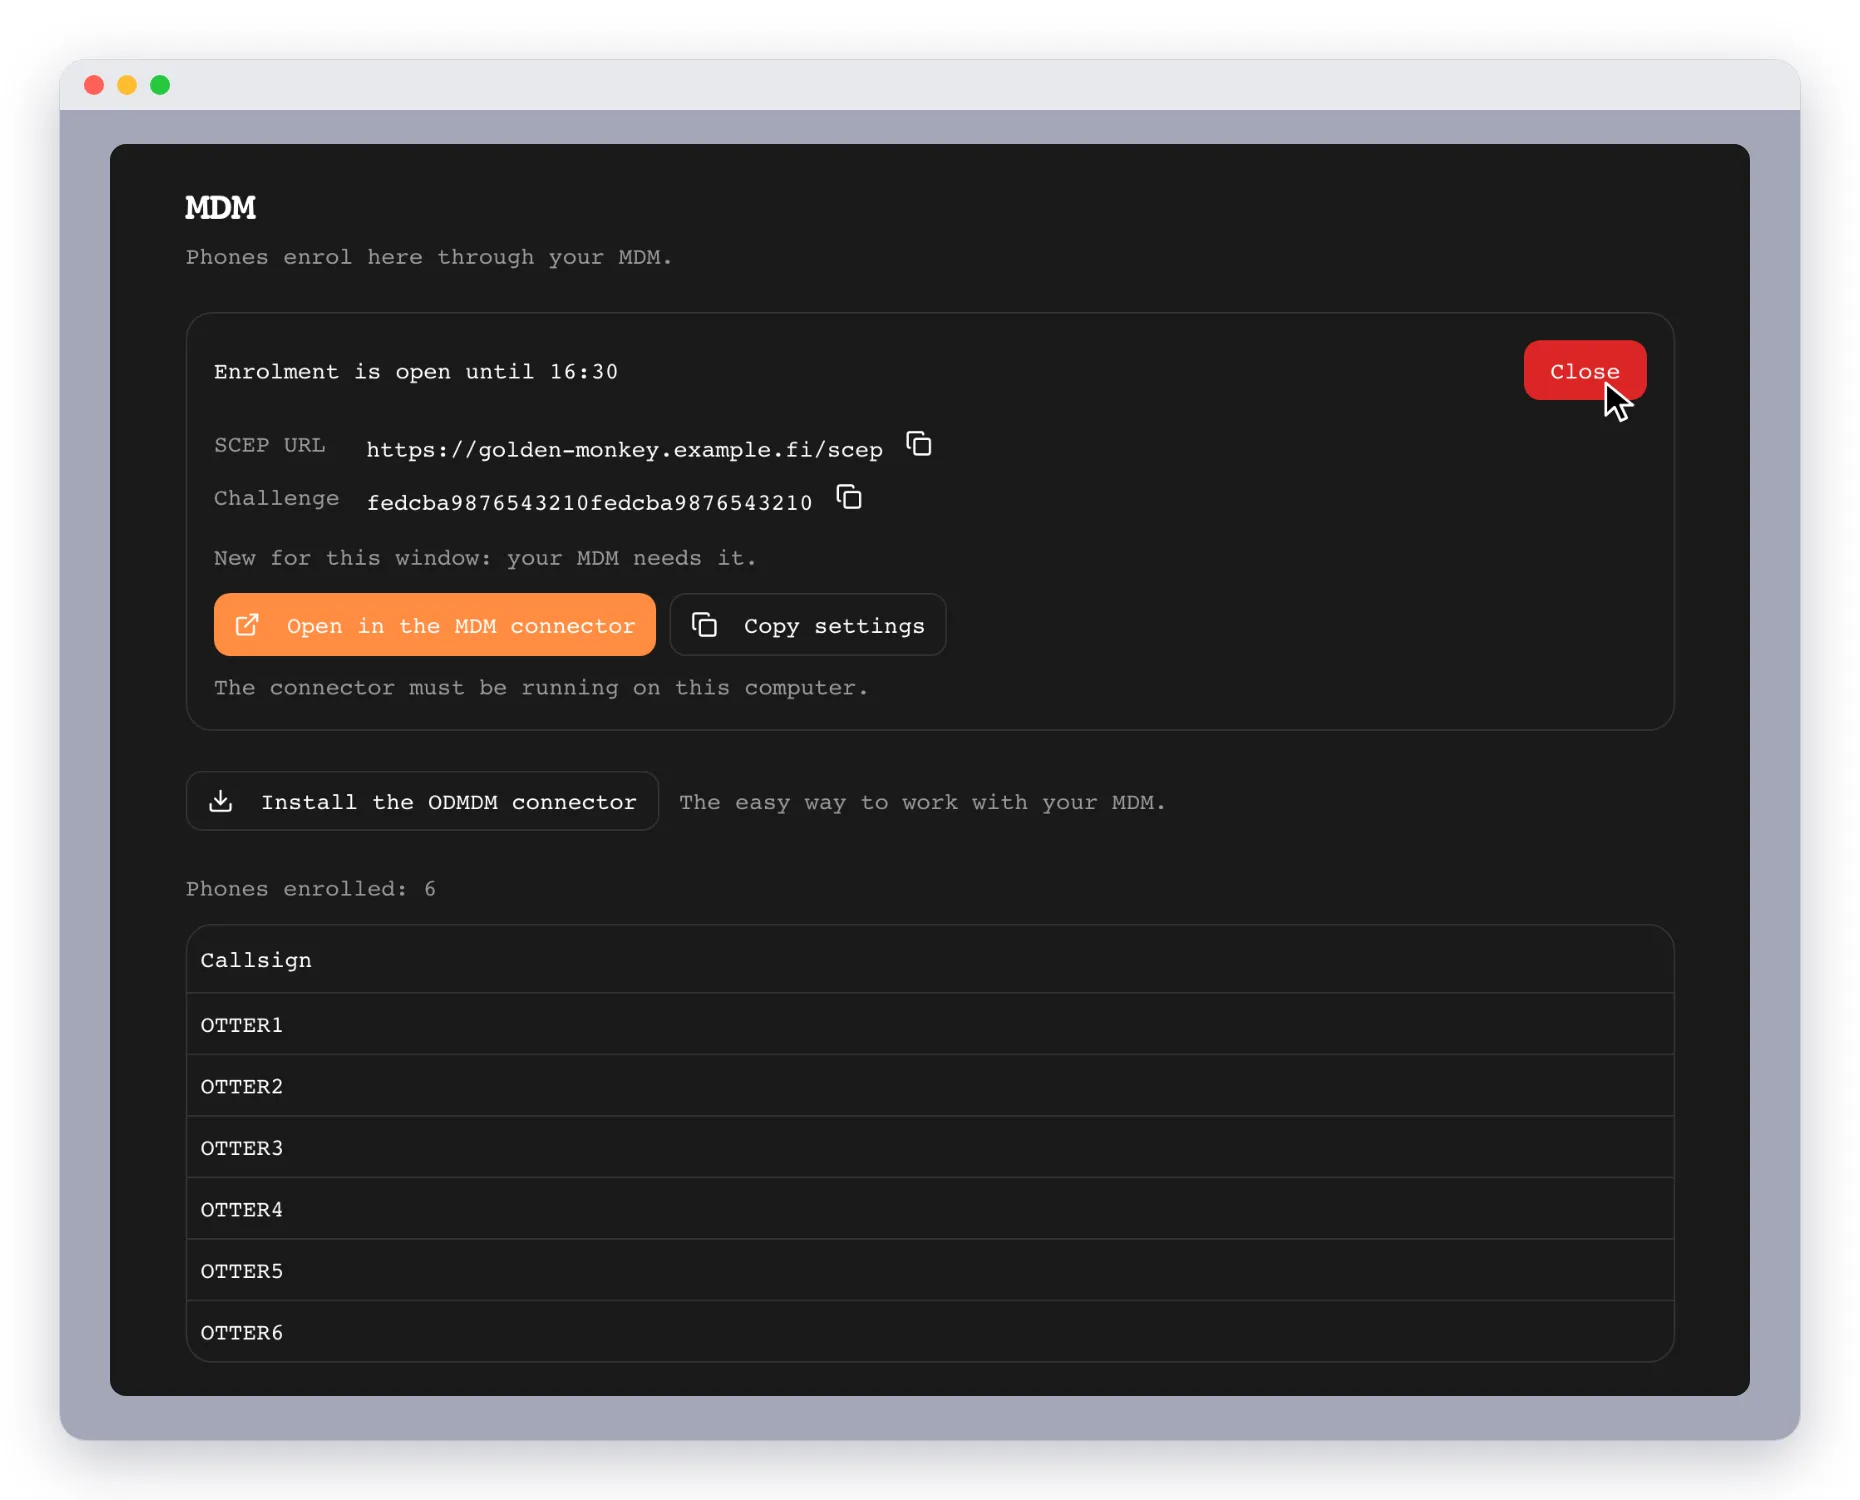 MDM
Phones enrol here through your MDM.
Enrolment is open until 16:30
Close
SCEP URL https://golden-monkey.example.fi/scep
Challenge fedcba9876543210fedcba9876543210
New for this window: your MDM needs it.
Open in the MDM connector
Copy settings
The connector must be running on this computer.
Install the ODMDM connector
The easy way to work with your MDM.
Phones enrolled: 6
Callsign
OTTER1
OTTER2
OTTER3
OTTER4
OTTER5
OTTER6